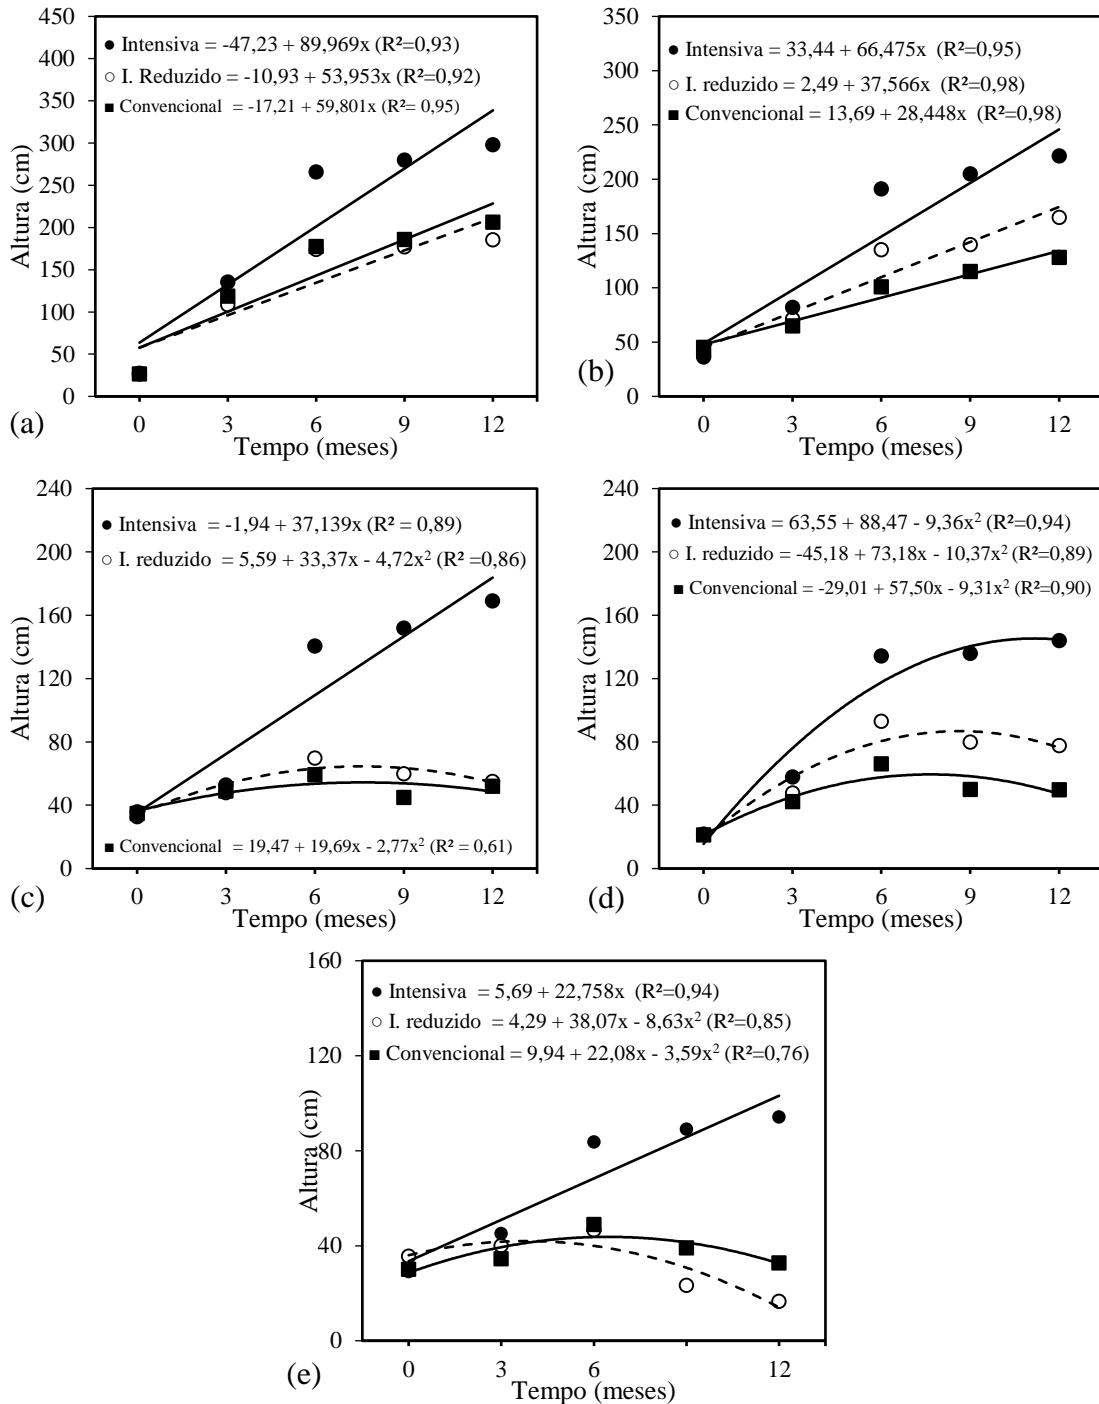 450
400
350
300
250
200
150
100
50
0
Altura (cm)
● Intensiva = -47,23 + 89,969x (R²=0,93)
○ I. Reduzido = -10,93 + 53,953x (R²=0,92)
■ Convencional = -17,21 + 59,801x (R²= 0,95)
0 3 6 9 12
Tempo (meses)
(a)
350
300
250
200
150
100
50
0
Altura (cm)
● Intensiva = 33,44 + 66,475x (R²=0,95)
○ I. reduzido = 2,49 + 37,566x (R²=0,98)
■ Convencional = 13,69 + 28,448x (R²=0,98)
0 3 6 9 12
Tempo (meses)
(b)
240
200
160
120
80
40
0
Altura (cm)
● Intensiva = -1,94 + 37,139x (R² = 0,89)
○ I. reduzido = 5,59 + 33,37x - 4,72x² (R² =0,86)
■ Convencional = 19,47 + 19,69x - 2,77x² (R² = 0,61)
0 3 6 9 12
Tempo (meses)
(c)
240
200
160
120
80
40
0
Altura (cm)
● Intensiva = 63,55 + 88,47 - 9,36x² (R²=0,94)
○ I. reduzido = -45,18 + 73,18x - 10,37x² (R²=0,89)
■ Convencional = -29,01 + 57,50x - 9,31x² (R²=0,90)
0 3 6 9 12
Tempo (meses)
(d)
160
120
80
40
0
Altura (cm)
● Intensiva = 5,69 + 22,758x (R²=0,94)
○ I. reduzido = 4,29 + 38,07x - 8,63x² (R²=0,85)
■ Convencional = 9,94 + 22,08x - 3,59x² (R²=0,76)
0 3 6 9 12
Tempo (meses)
(e)